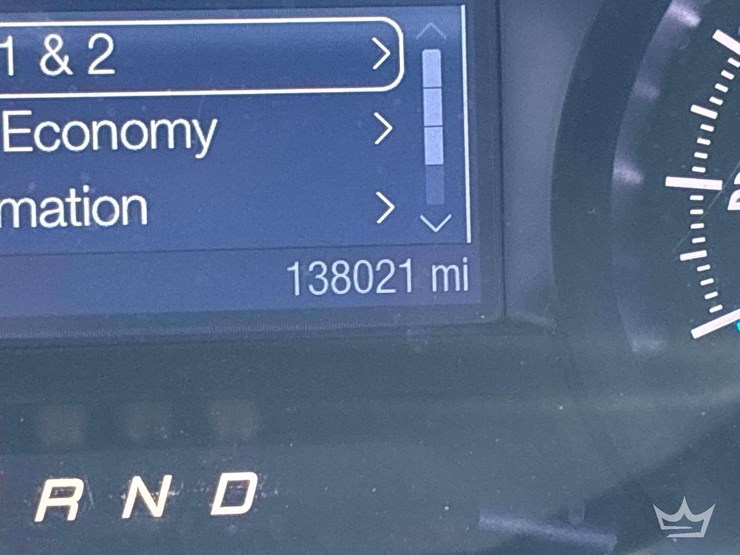 1 & 2
Economy
mation
138021 mi
R N D